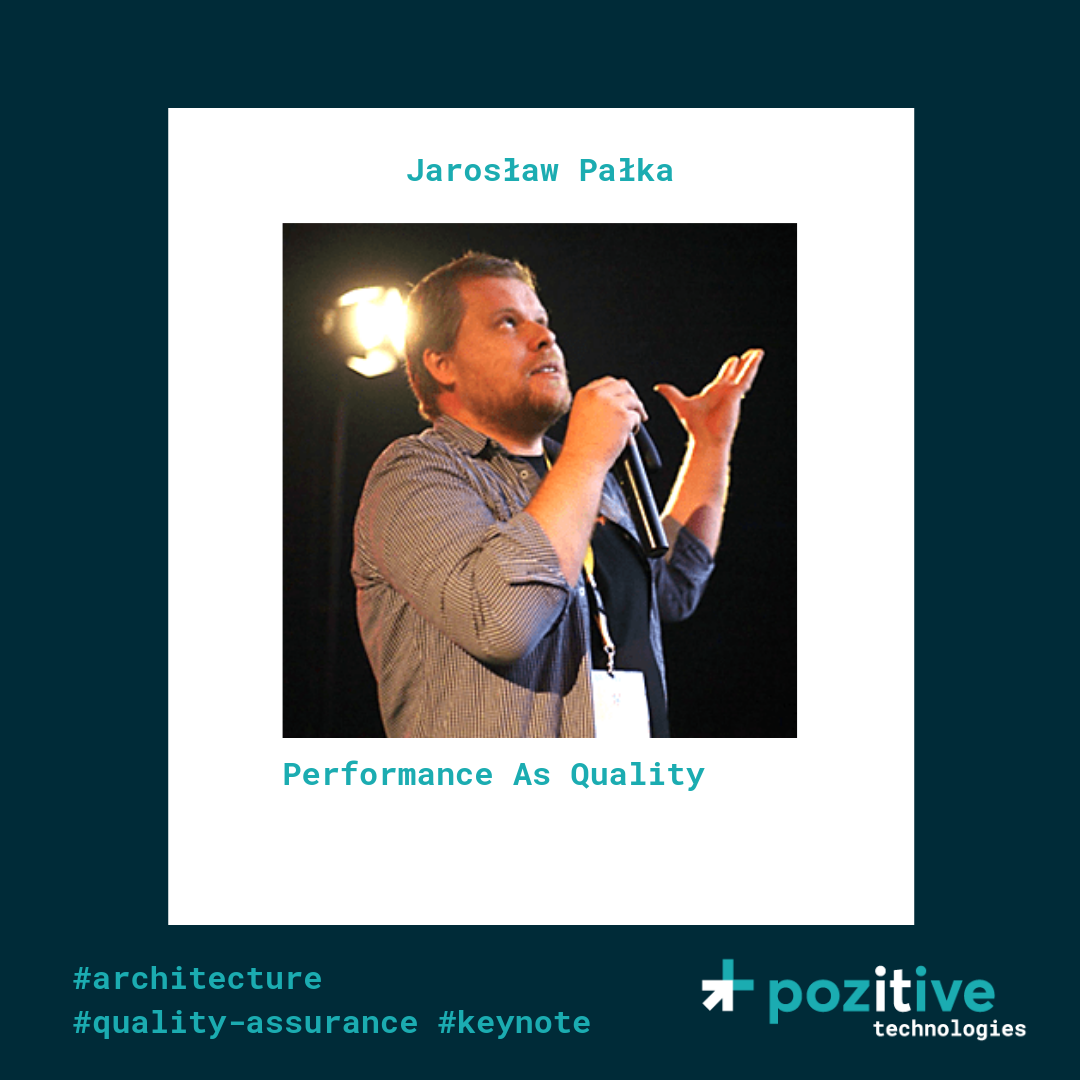 Jarosław Pałka
Performance As Quality
#architecture
#quality-assurance #keynote
pozitive
technologies